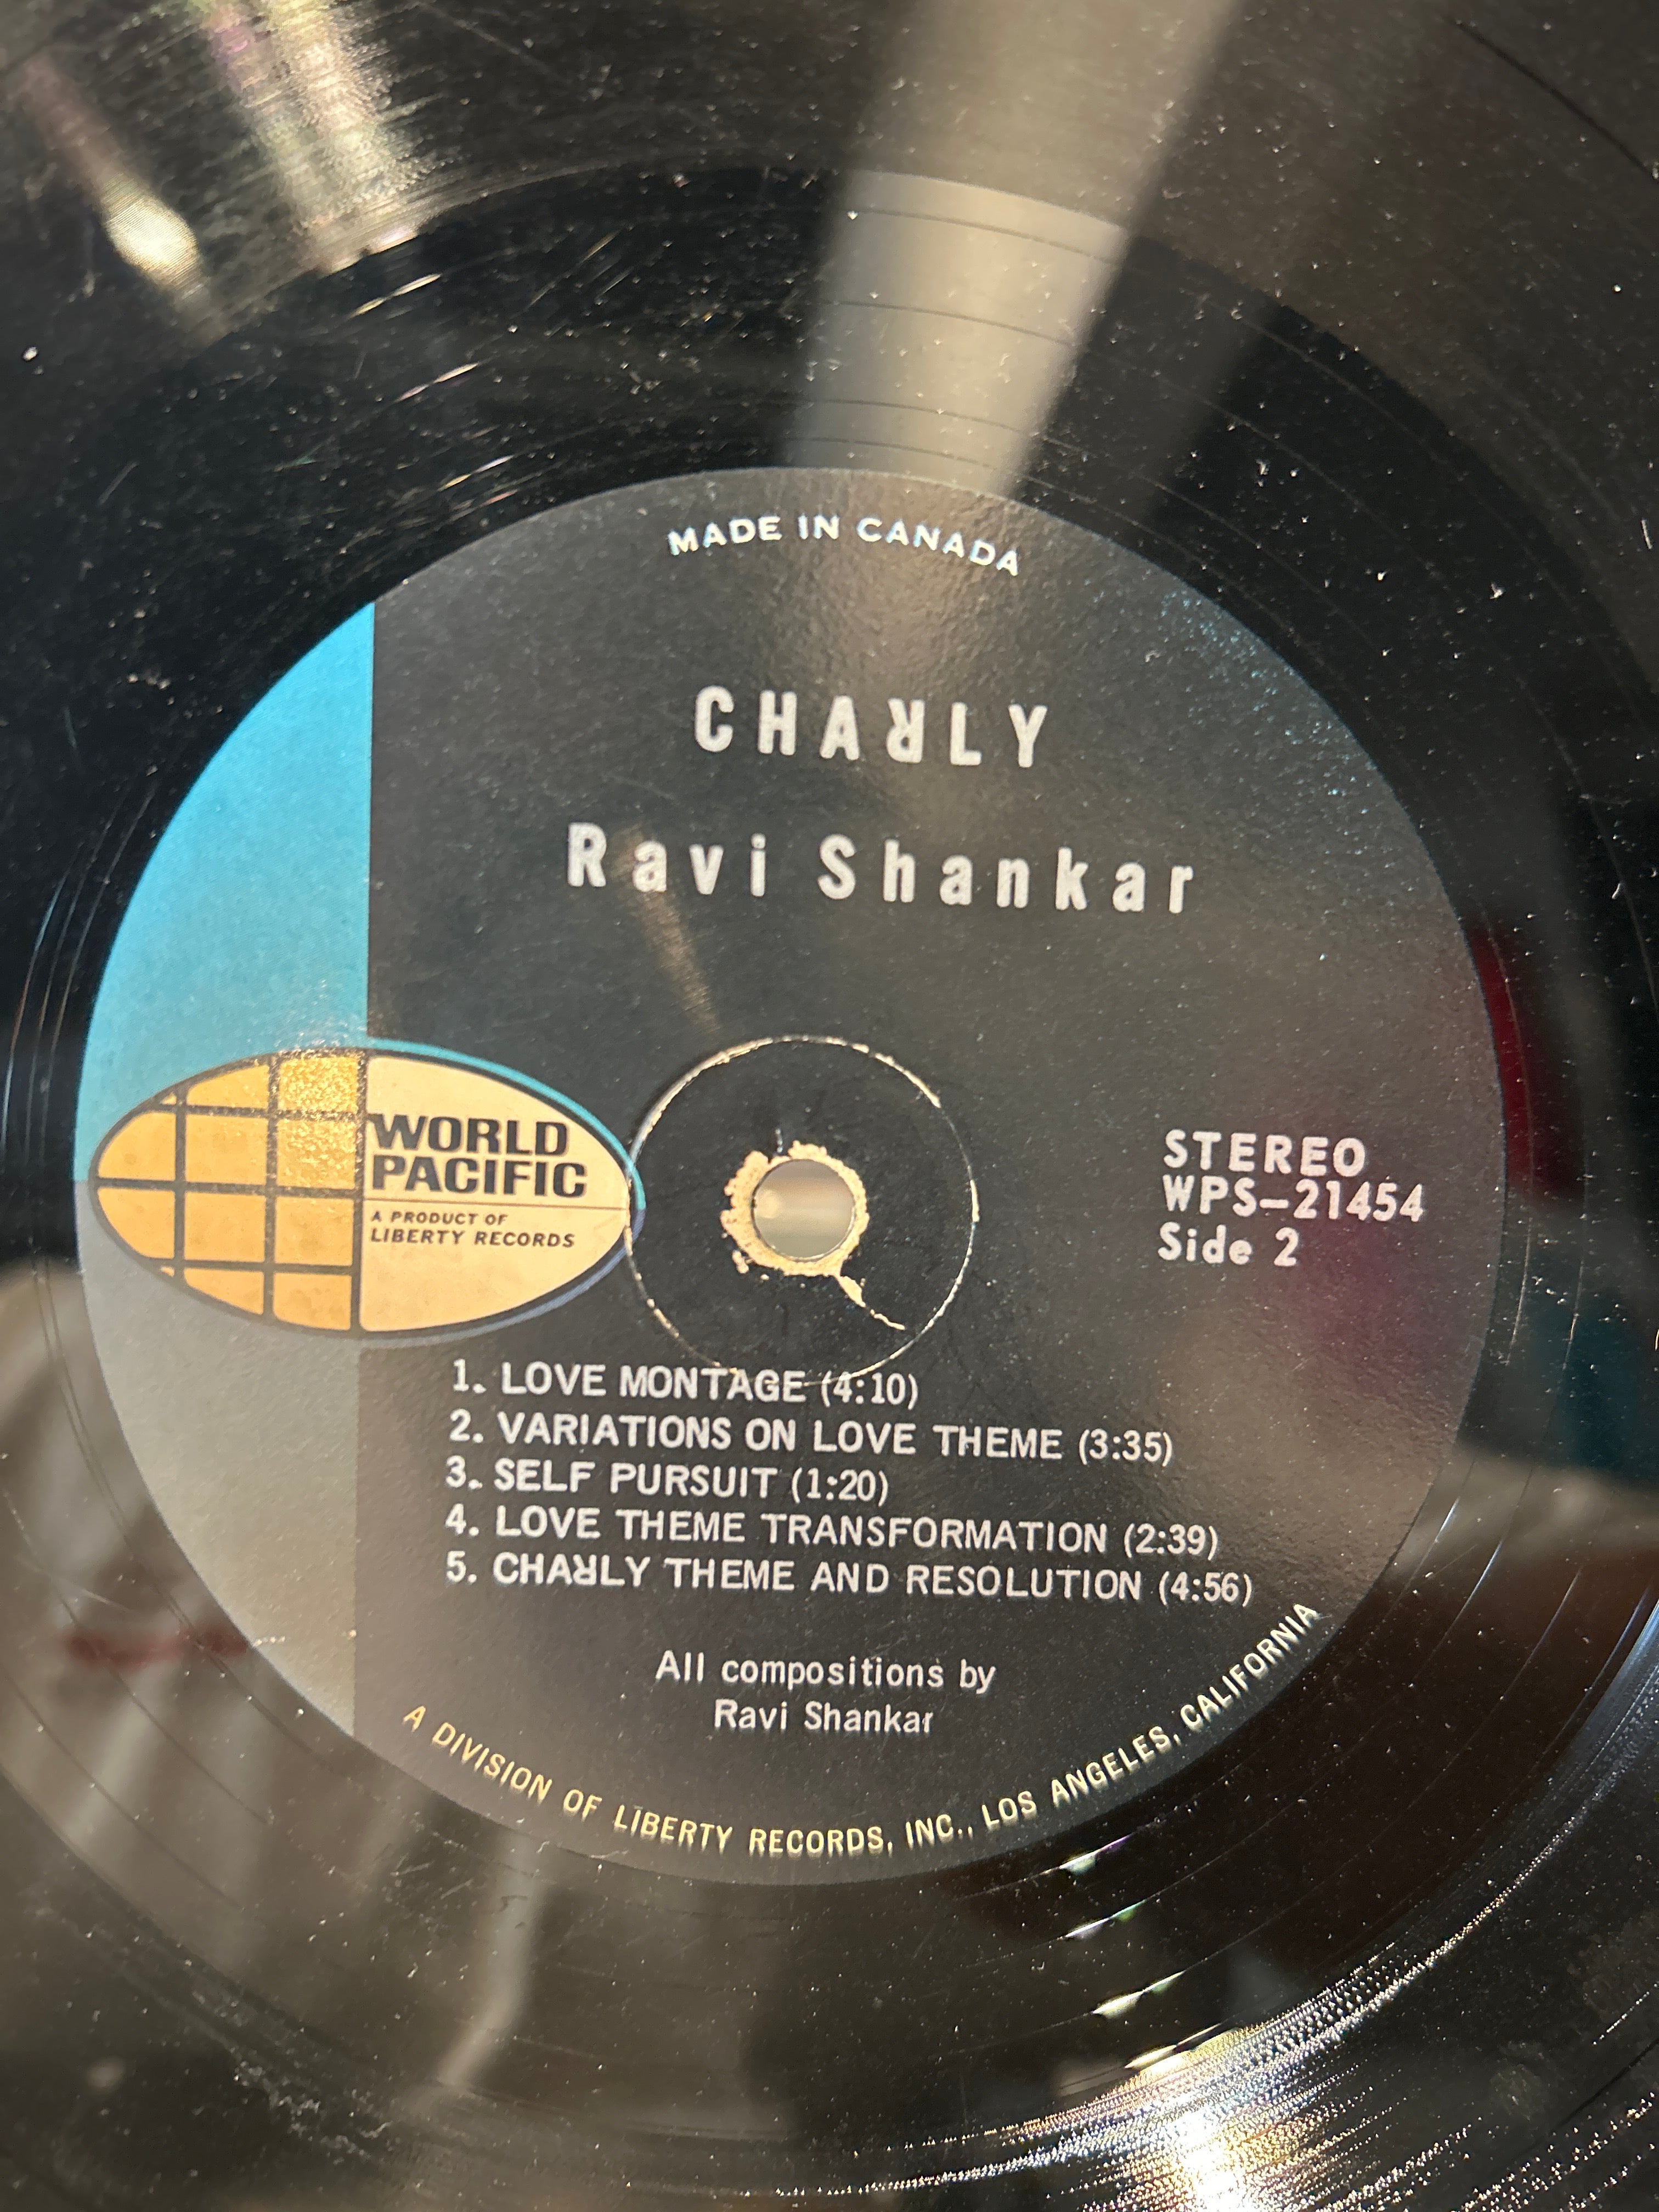 MADE IN CANADA
CHAЯLY
Ravi Shankar
WORLD
PACIFIC
A PRODUCT OF
LIBERTY RECORDS
STEREO
WPS-21454
Side 2
1. LOVE MONTAGE (4:10)
2. VARIATIONS ON LOVE THEME (3:35)
3. SELF PURSUIT (1:20)
4. LOVE THEME TRANSFORMATION (2:39)
5. CHAЯLY THEME AND RESOLUTION (4:56)
All compositions by
Ravi Shankar
A DIVISION OF LIBERTY RECORDS, INC., LOS ANGELES, CALIFORNIA